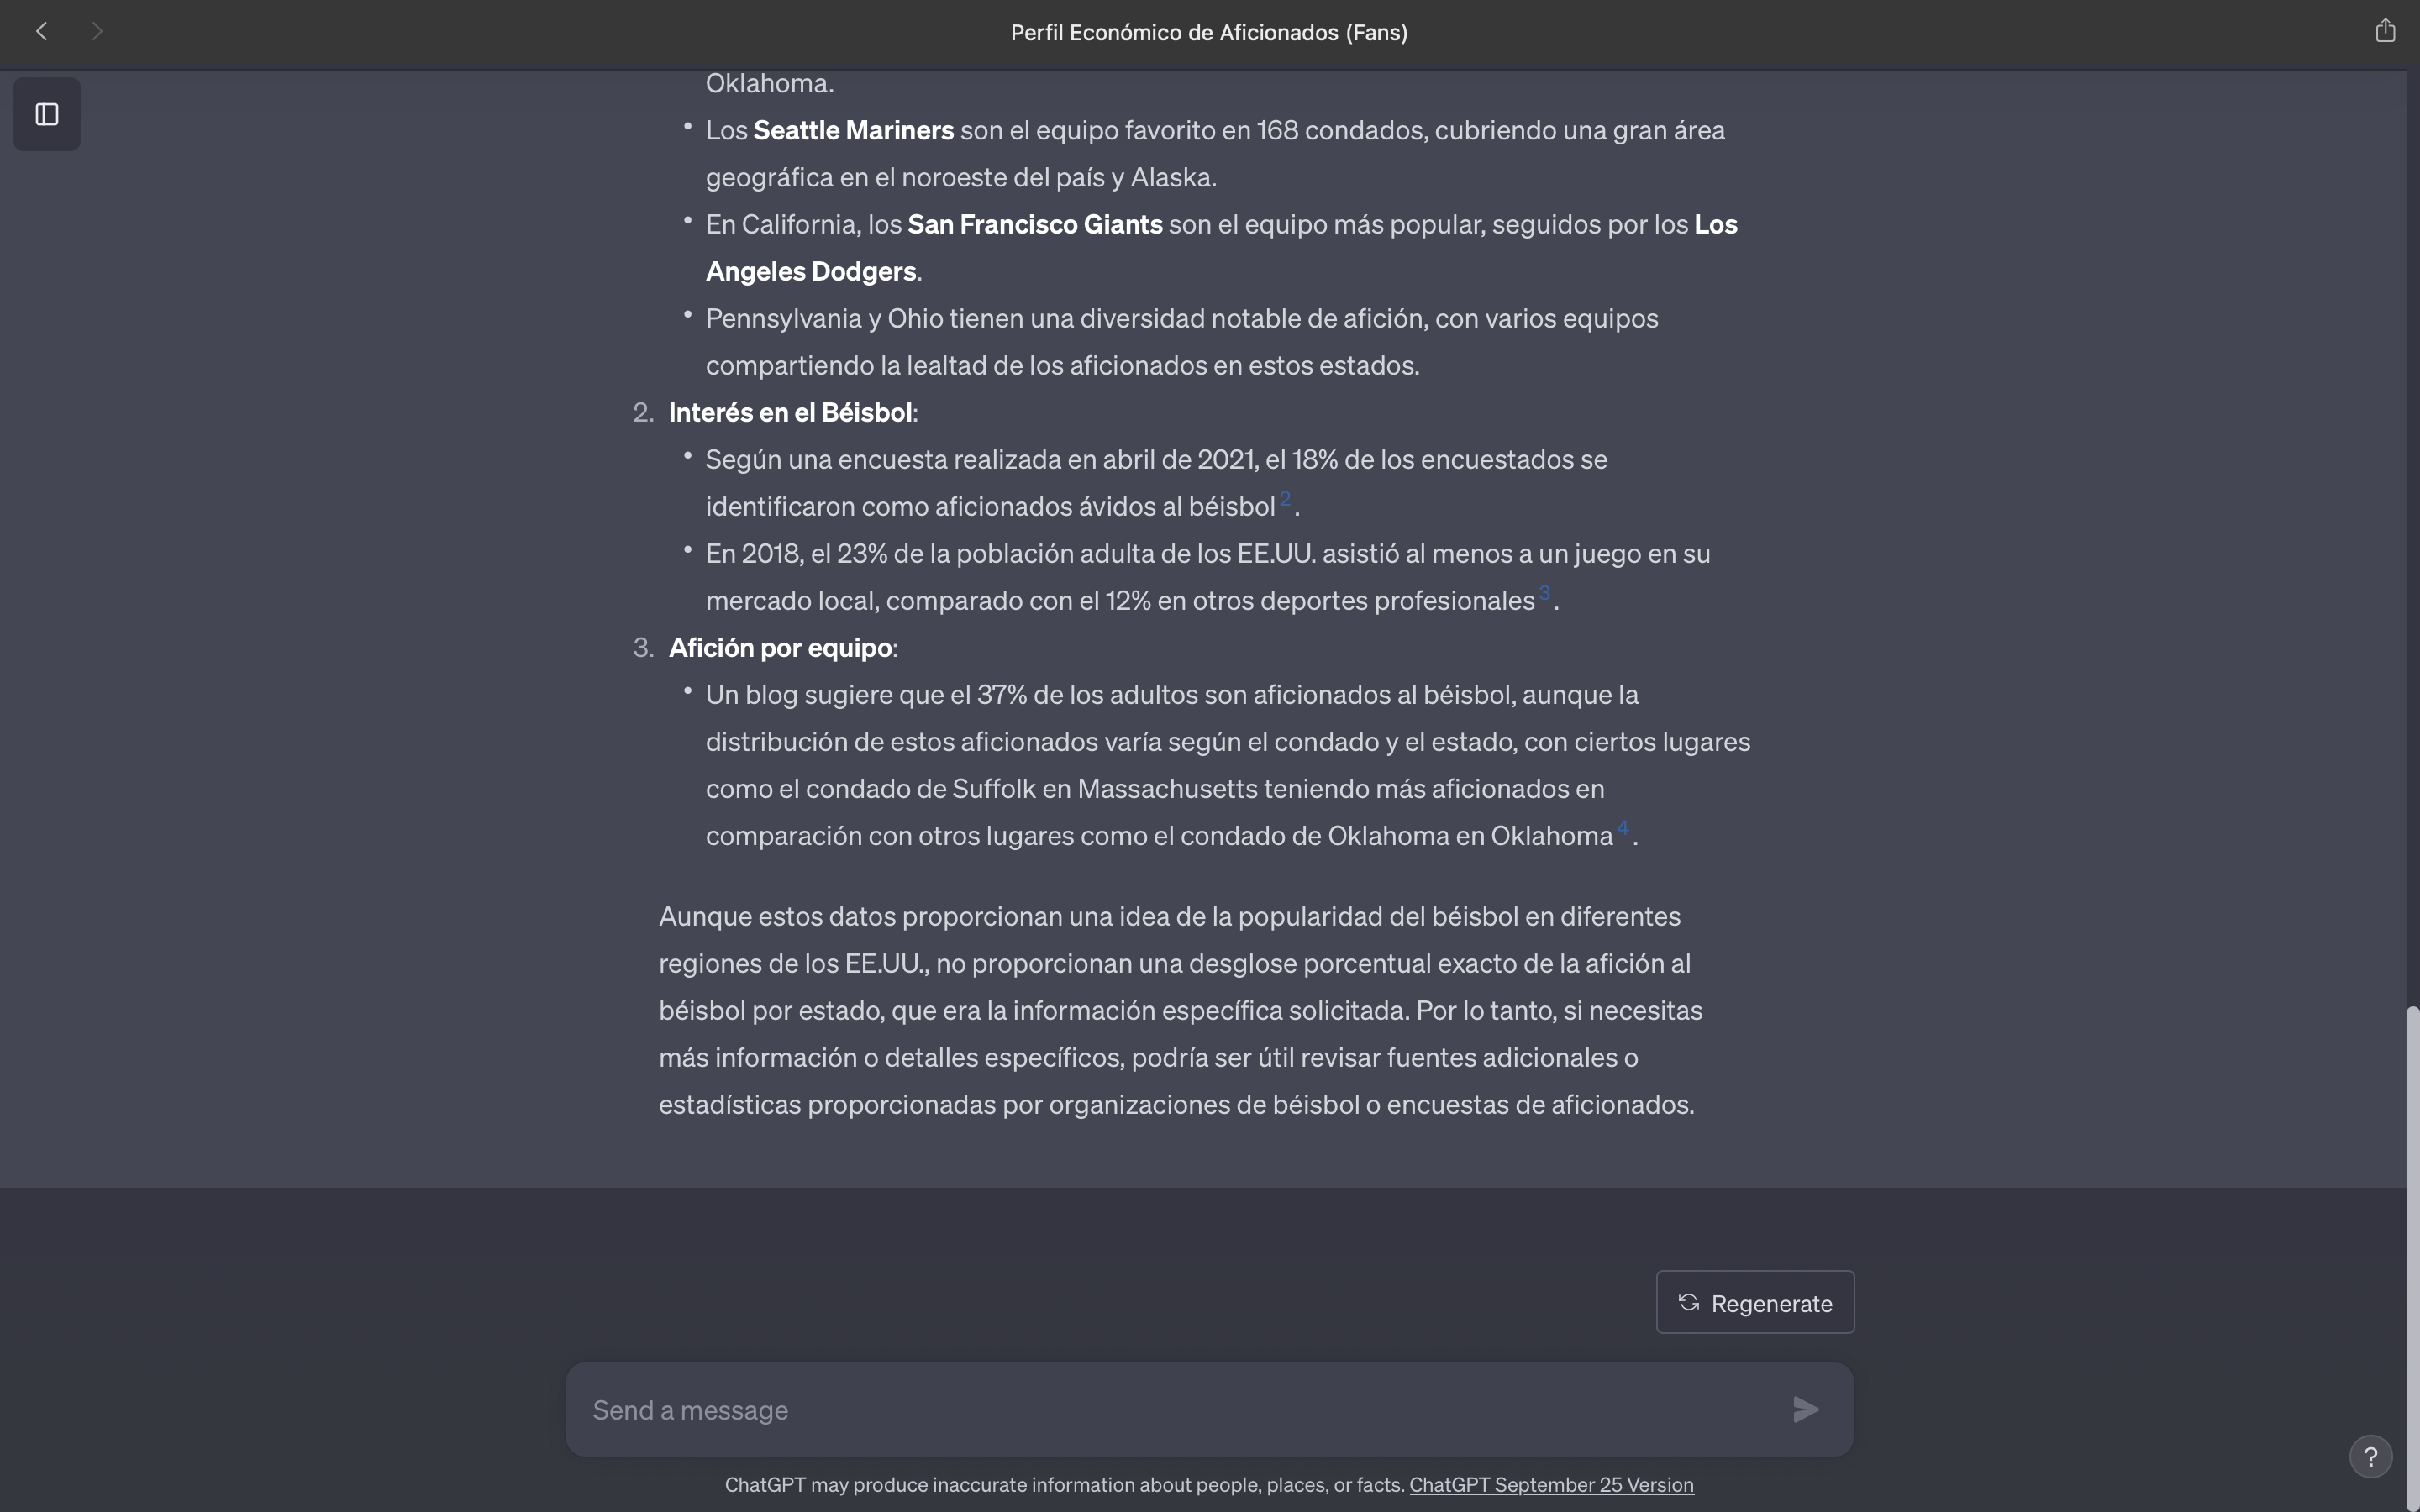 Perfil Económico de Aficionados (Fans)
Oklahoma.
• Los Seattle Mariners son el equipo favorito en 168 condados, cubriendo una gran área
geográfica en el noroeste del país y Alaska.
• En California, los San Francisco Giants son el equipo más popular, seguidos por los Los
Angeles Dodgers.
• Pennsylvania y Ohio tienen una diversidad notable de afición, con varios equipos
compartiendo la lealtad de los aficionados en estos estados.
2. Interés en el Béisbol:
• Según una encuesta realizada en abril de 2021, el 18% de los encuestados se
identificaron como aficionados ávidos al béisbol 2 .
• En 2018, el 23% de la población adulta de los EE.UU. asistió al menos a un juego en su
mercado local, comparado con el 12% en otros deportes profesionales 3 .
3. Afición por equipo:
• Un blog sugiere que el 37% de los adultos son aficionados al béisbol, aunque la
distribución de estos aficionados varía según el condado y el estado, con ciertos lugares
como el condado de Suffolk en Massachusetts teniendo más aficionados en
comparación con otros lugares como el condado de Oklahoma en Oklahoma 4 .
Aunque estos datos proporcionan una idea de la popularidad del béisbol en diferentes
regiones de los EE.UU., no proporcionan una desglose porcentual exacto de la afición al
béisbol por estado, que era la información específica solicitada. Por lo tanto, si necesitas
más información o detalles específicos, podría ser útil revisar fuentes adicionales o
estadísticas proporcionadas por organizaciones de béisbol o encuestas de aficionados.
Regenerate
Send a message
?
ChatGPT may produce inaccurate information about people, places, or facts. ChatGPT September 25 Version